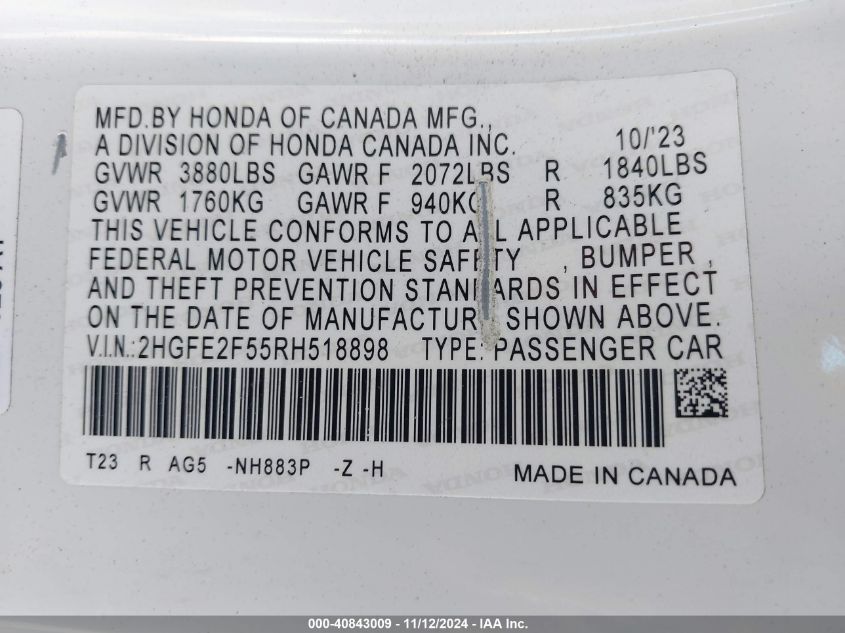 MFD.BY HONDA OF CANADA MFG.,
A DIVISION OF HONDA CANADA INC. 10/'23
GVWR 3880LBS GAWR F 2072LBS R 1840LBS
GVWR 1760KG GAWR F 940KG R 835KG
THIS VEHICLE CONFORMS TO ALL APPLICABLE
FEDERAL MOTOR VEHICLE SAFETY , BUMPER ,
AND THEFT PREVENTION STANDARDS IN EFFECT
ON THE DATE OF MANUFACTURE SHOWN ABOVE.
V.I.N.: 2HGFE2F55RH518898 TYPE: PASSENGER CAR
T23 R AG5 -NH883P -Z -H
MADE IN CANADA
000-40843009 - 11/12/2024 - IAA Inc.